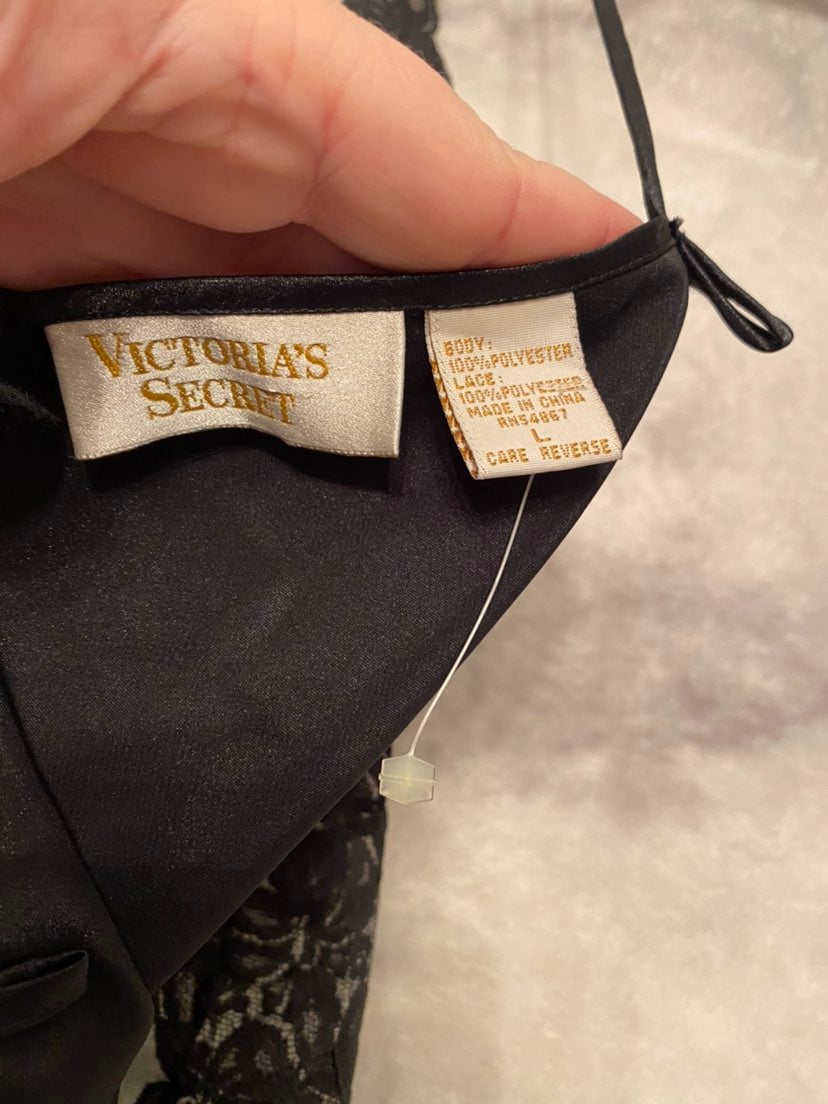 VICTORIA'S
SECRET
BODY:
100%POLYESTER
LACE:
100%POLYESTER
MADE IN CHINA
RN54867
L
CARE REVERSE